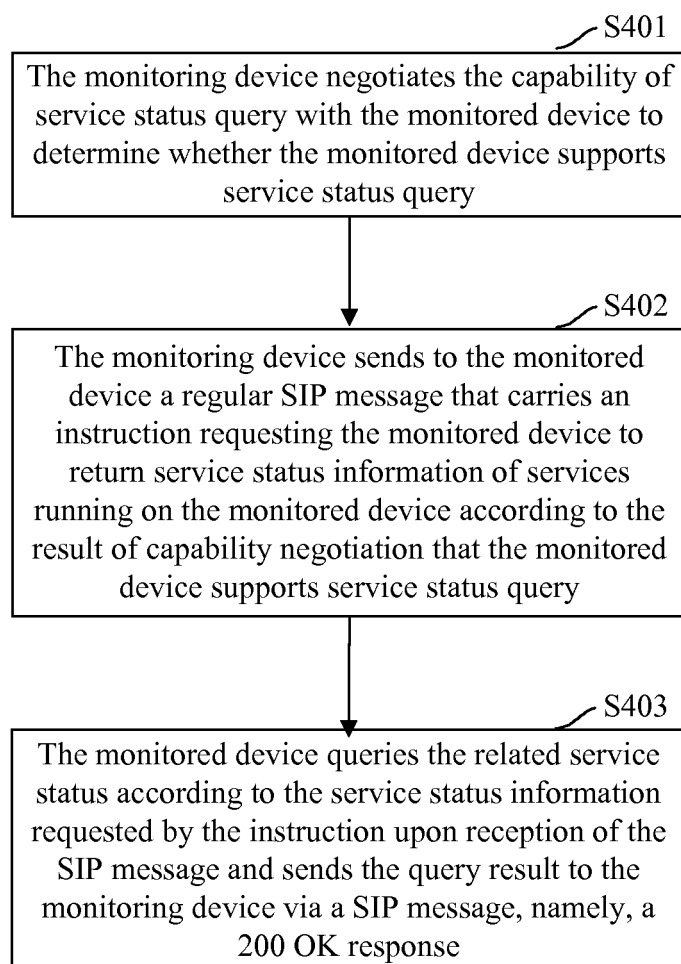 S401
The monitoring device negotiates the capability of
service status query with the monitored device to
determine whether the monitored device supports
service status query
S402
The monitoring device sends to the monitored
device a regular SIP message that carries an
instruction requesting the monitored device to
return service status information of services
running on the monitored device according to the
result of capability negotiation that the monitored
device supports service status query
S403
The monitored device queries the related service
status according to the service status information
requested by the instruction upon reception of the
SIP message and sends the query result to the
monitoring device via a SIP message, namely, a
200 OK response